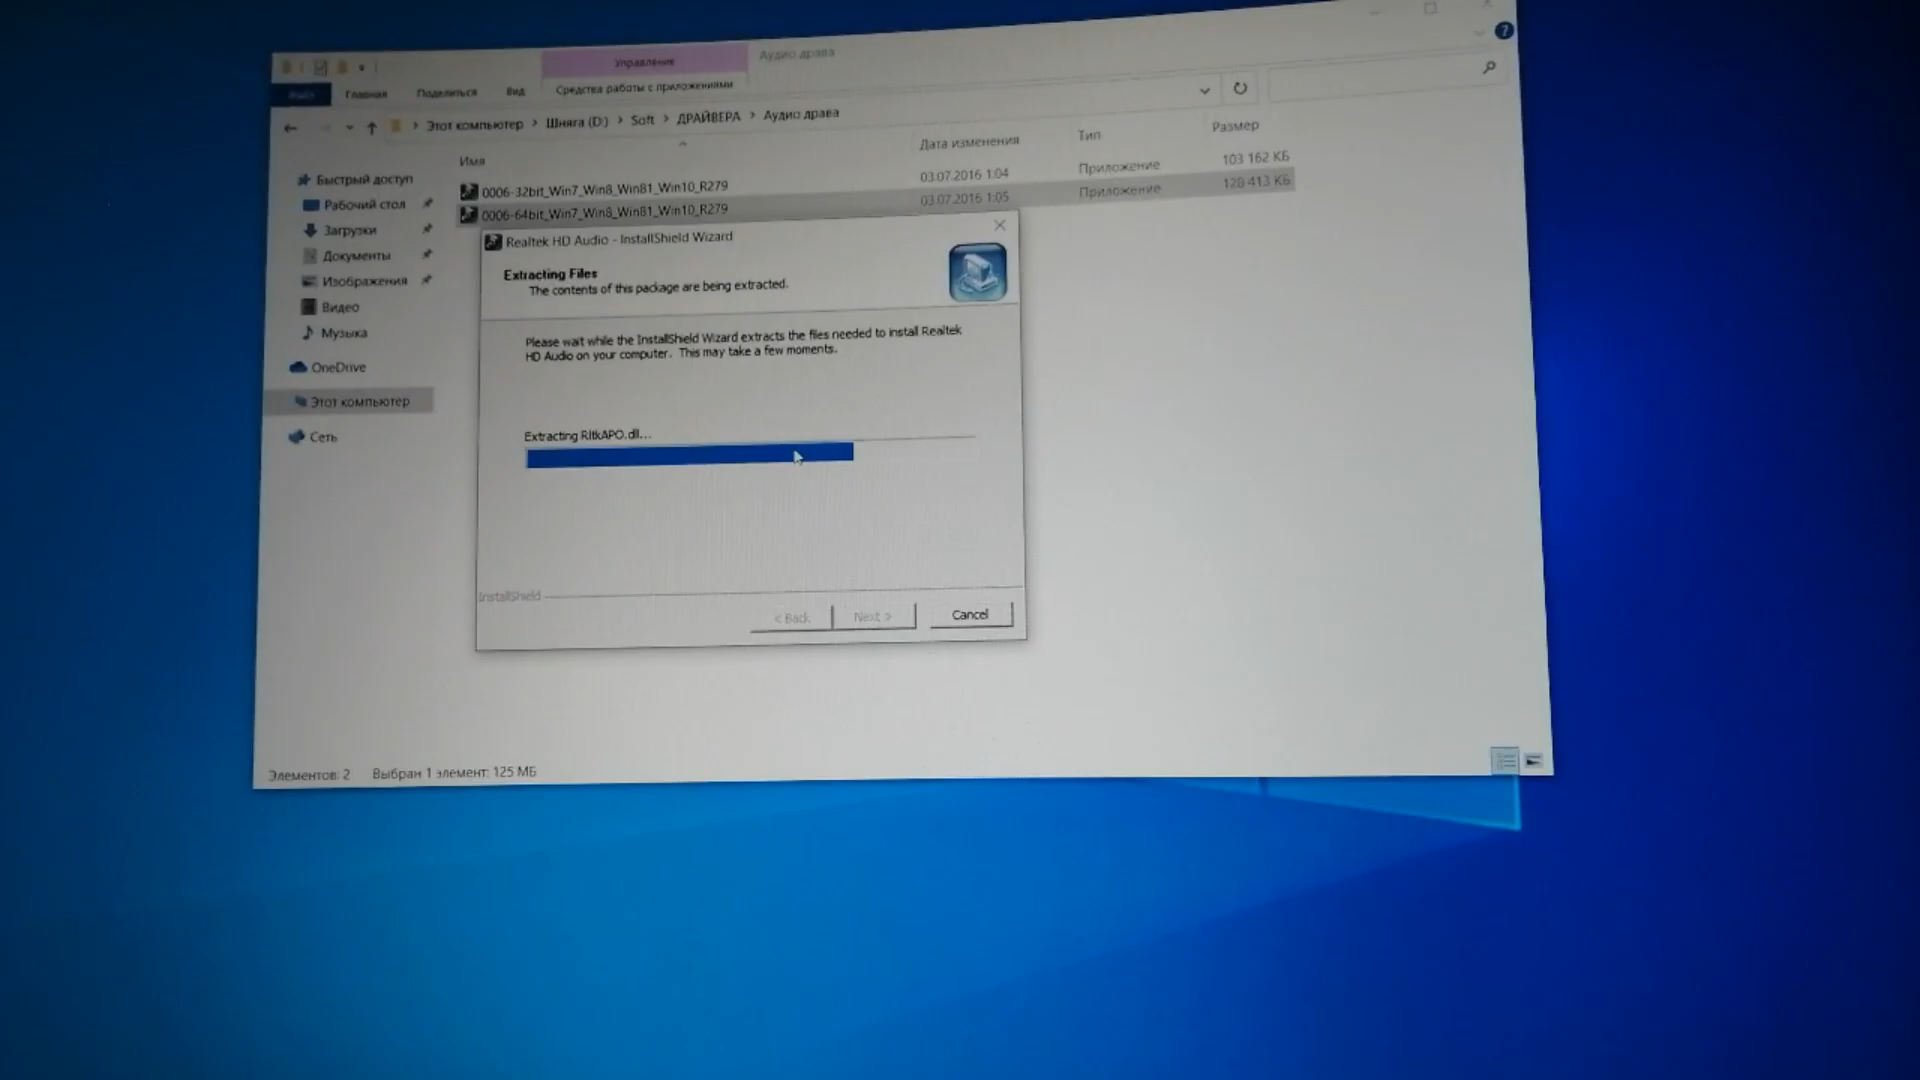 Управление
Аудио драва
Файл
Главная
Поделиться
Вид
Средства работы с приложениями
Этот компьютер > Шняга (D:) > Soft > ДРАЙВЕРА > Аудио драва
Имя
Дата изменения
Тип
Размер
0006-32bit_Win7_Win8_Win81_Win10_R279
03.07.2016 1:04
Приложение
103 162 КБ
0006-64bit_Win7_Win8_Win81_Win10_R279
03.07.2016 1:05
Приложение
128 413 КБ
Быстрый доступ
Рабочий стол
Загрузки
Документы
Изображения
Видео
Музыка
OneDrive
Этот компьютер
Сеть
Realtek HD Audio - InstallShield Wizard
Extracting Files
The contents of this package are being extracted.
Please wait while the InstallShield Wizard extracts the files needed to install Realtek
HD Audio on your computer. This may take a few moments.
Extracting RltkAPO.dll...
InstallShield
< Back
Next >
Cancel
Элементов: 2
Выбран 1 элемент: 125 МБ